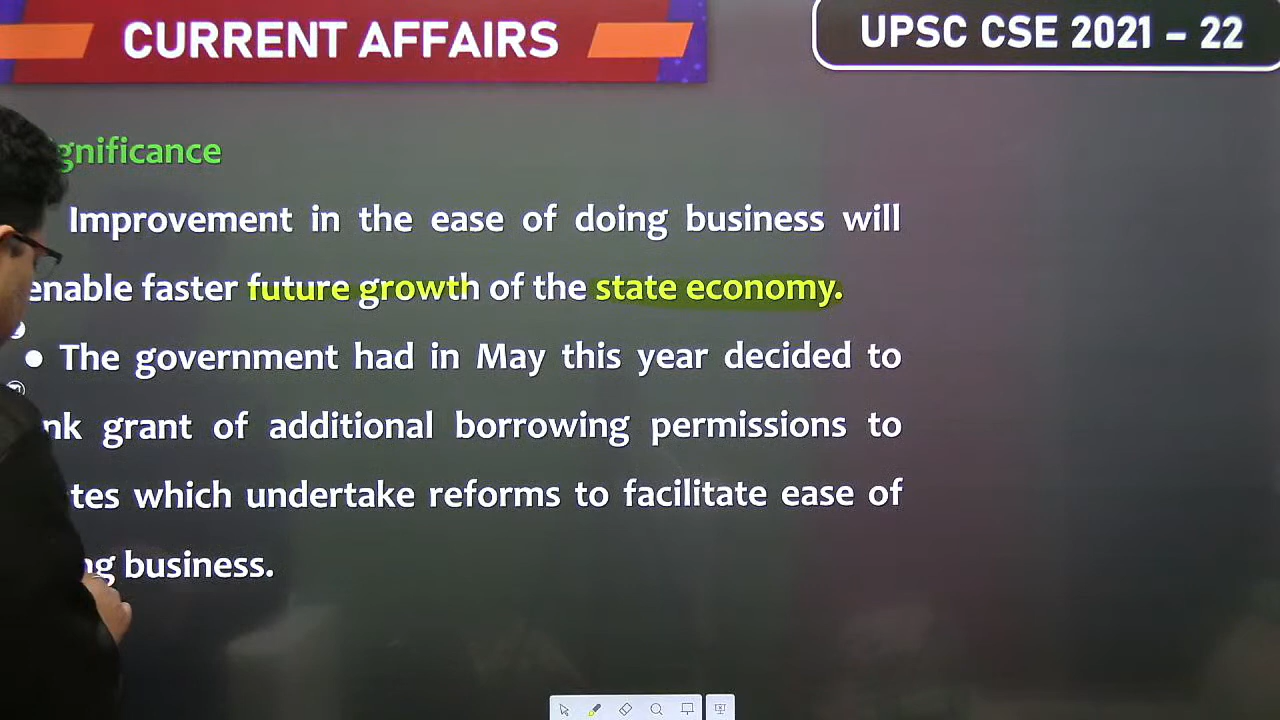 CURRENT AFFAIRS
UPSC CSE 2021 – 22
gnificance
Improvement in the ease of doing business will
enable faster future growth of the state economy.
• The government had in May this year decided to
nk grant of additional borrowing permissions to
tes which undertake reforms to facilitate ease of
ng business.